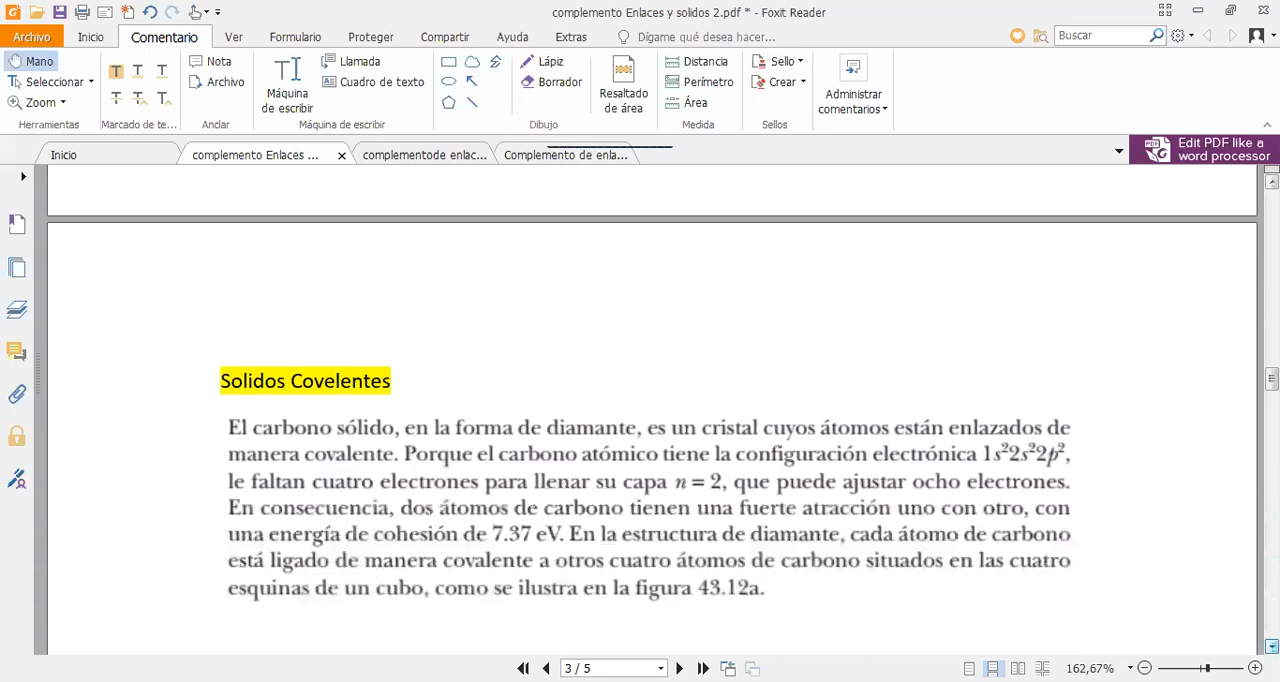 complemento Enlaces y solidos 2.pdf * - Foxit Reader
Archivo Inicio Comentario Ver Formulario Proteger Compartir Ayuda Extras Dígame qué desea hacer... Buscar
Mano
Seleccionar
Zoom
Herramientas
T T T
T T T
Marcado de te...
Nota
Archivo
Anclar
Máquina
de escribir
Llamada
Cuadro de texto
Máquina de escribir
Lápiz
Borrador
Dibujo
Resaltado
de área
Distancia
Perímetro
Área
Medida
Sello
Crear
Sellos
Administrar
comentarios
Inicio complemento Enlaces ... complementode enlac... Complemento de enla...
Edit PDF like a
word processor
Solidos Covelentes
El carbono sólido, en la forma de diamante, es un cristal cuyos átomos están enlazados de
manera covalente. Porque el carbono atómico tiene la configuración electrónica 1s²2s²2p²,
le faltan cuatro electrones para llenar su capa n = 2, que puede ajustar ocho electrones.
En consecuencia, dos átomos de carbono tienen una fuerte atracción uno con otro, con
una energía de cohesión de 7.37 eV. En la estructura de diamante, cada átomo de carbono
está ligado de manera covalente a otros cuatro átomos de carbono situados en las cuatro
esquinas de un cubo, como se ilustra en la figura 43.12a.
3 / 5
162,67%